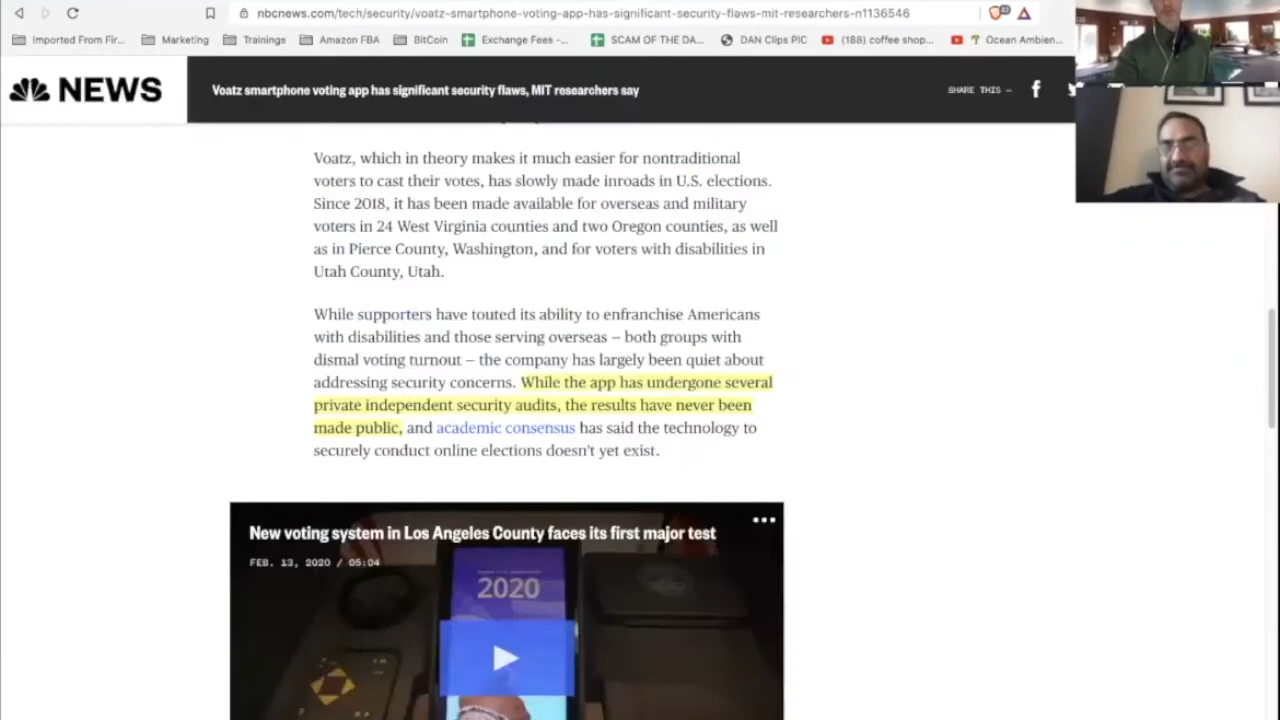 nbcnews.com/tech/security/voatz-smartphone-voting-app-has-significant-security-flaws-mit-researchers-n1136546
Imported From Fir... Marketing Trainings Amazon FBA BitCoin Exchange Fees -... SCAM OF THE DA... DAN Clips PIC (188) coffee shop... Ocean Ambien...
NEWS Voatz smartphone voting app has significant security flaws, MIT researchers say SHARE THIS —
Voatz, which in theory makes it much easier for nontraditional
voters to cast their votes, has slowly made inroads in U.S. elections.
Since 2018, it has been made available for overseas and military
voters in 24 West Virginia counties and two Oregon counties, as well
as in Pierce County, Washington, and for voters with disabilities in
Utah County, Utah.
While supporters have touted its ability to enfranchise Americans
with disabilities and those serving overseas — both groups with
dismal voting turnout — the company has largely been quiet about
addressing security concerns. While the app has undergone several
private independent security audits, the results have never been
made public, and academic consensus has said the technology to
securely conduct online elections doesn't yet exist.
New voting system in Los Angeles County faces its first major test
FEB. 13, 2020 / 05:04
2020